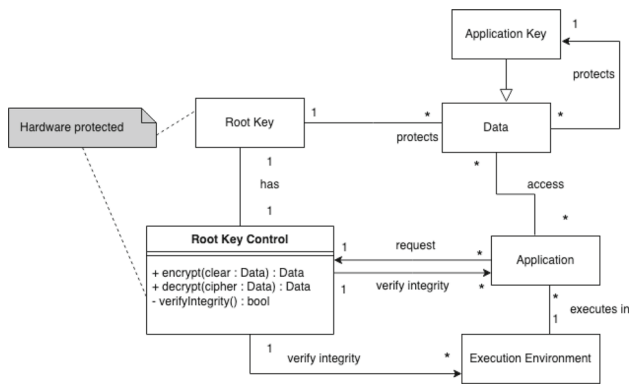 Application Key
1
protects
Hardware protected
Root Key
1
*
protects
Data
*
1
has
1
*
access
*
Root Key Control
+ encrypt(clear : Data) : Data
+ decrypt(cipher : Data) : Data
- verifyIntegrity() : bool
1
request
*
1
verify integrity
*
Application
*
executes in
1
1
verify integrity
*
Execution Environment